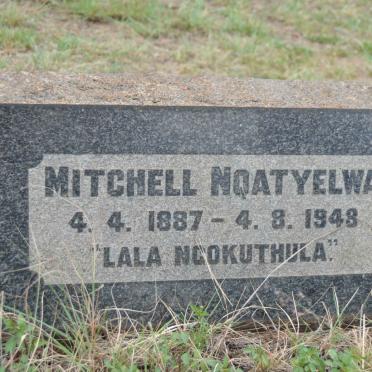 MITCHELL NQATYELWA
4. 4. 1887 – 4. 8. 1948
"LALA NGOKUTHULA."